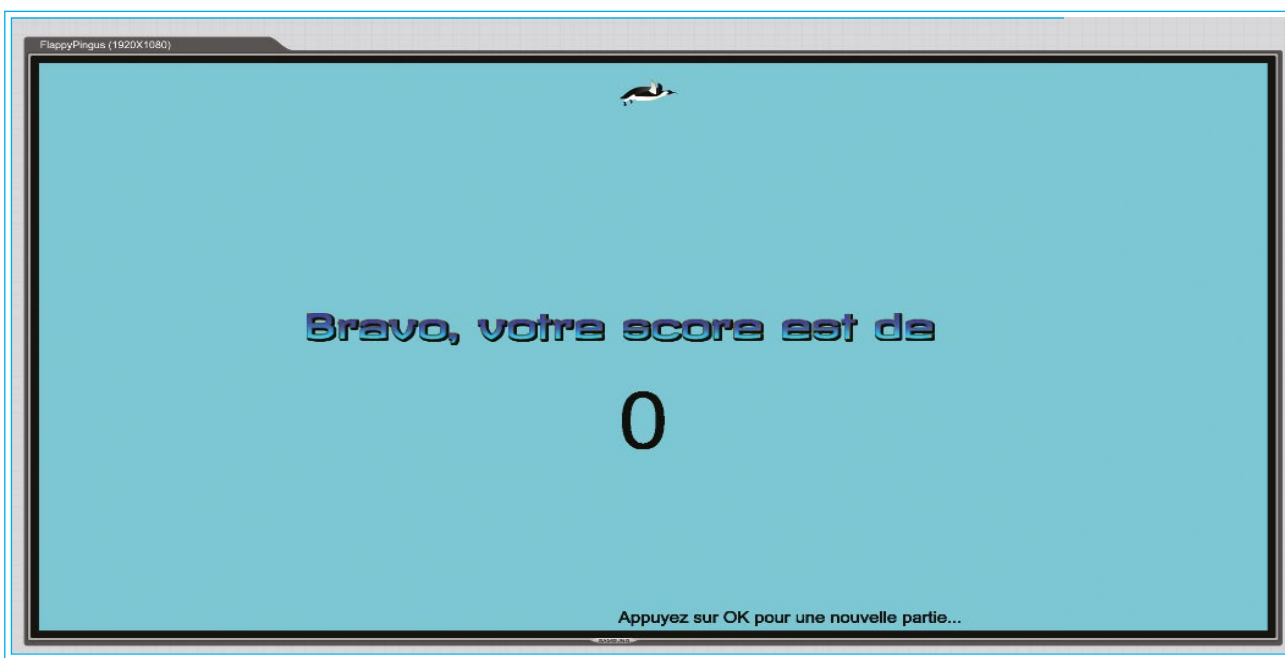 FlappyPingus (1920X1080)
Bravo, votre score est de
0
Appuyez sur OK pour une nouvelle partie...